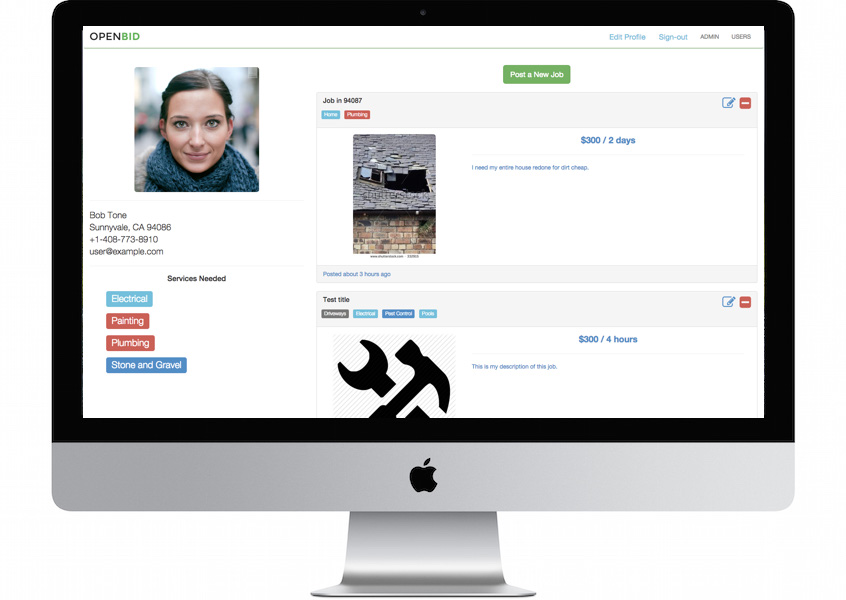 OPENBID
Edit Profile Sign-out ADMIN USERS
Bob Tone
Sunnyvale, CA 94086
+1-408-773-8910
user@example.com
Services Needed
Electrical
Painting
Plumbing
Stone and Gravel
Post a New Job
Job in 94087
Home Plumbing
shutterstock
www.shutterstock.com
$300 / 2 days
I need my entire house redone for dirt cheap.
Posted about 3 hours ago
Test title
Driveways Electrical Pest Control Pools
$300 / 4 hours
This is my description of this job.